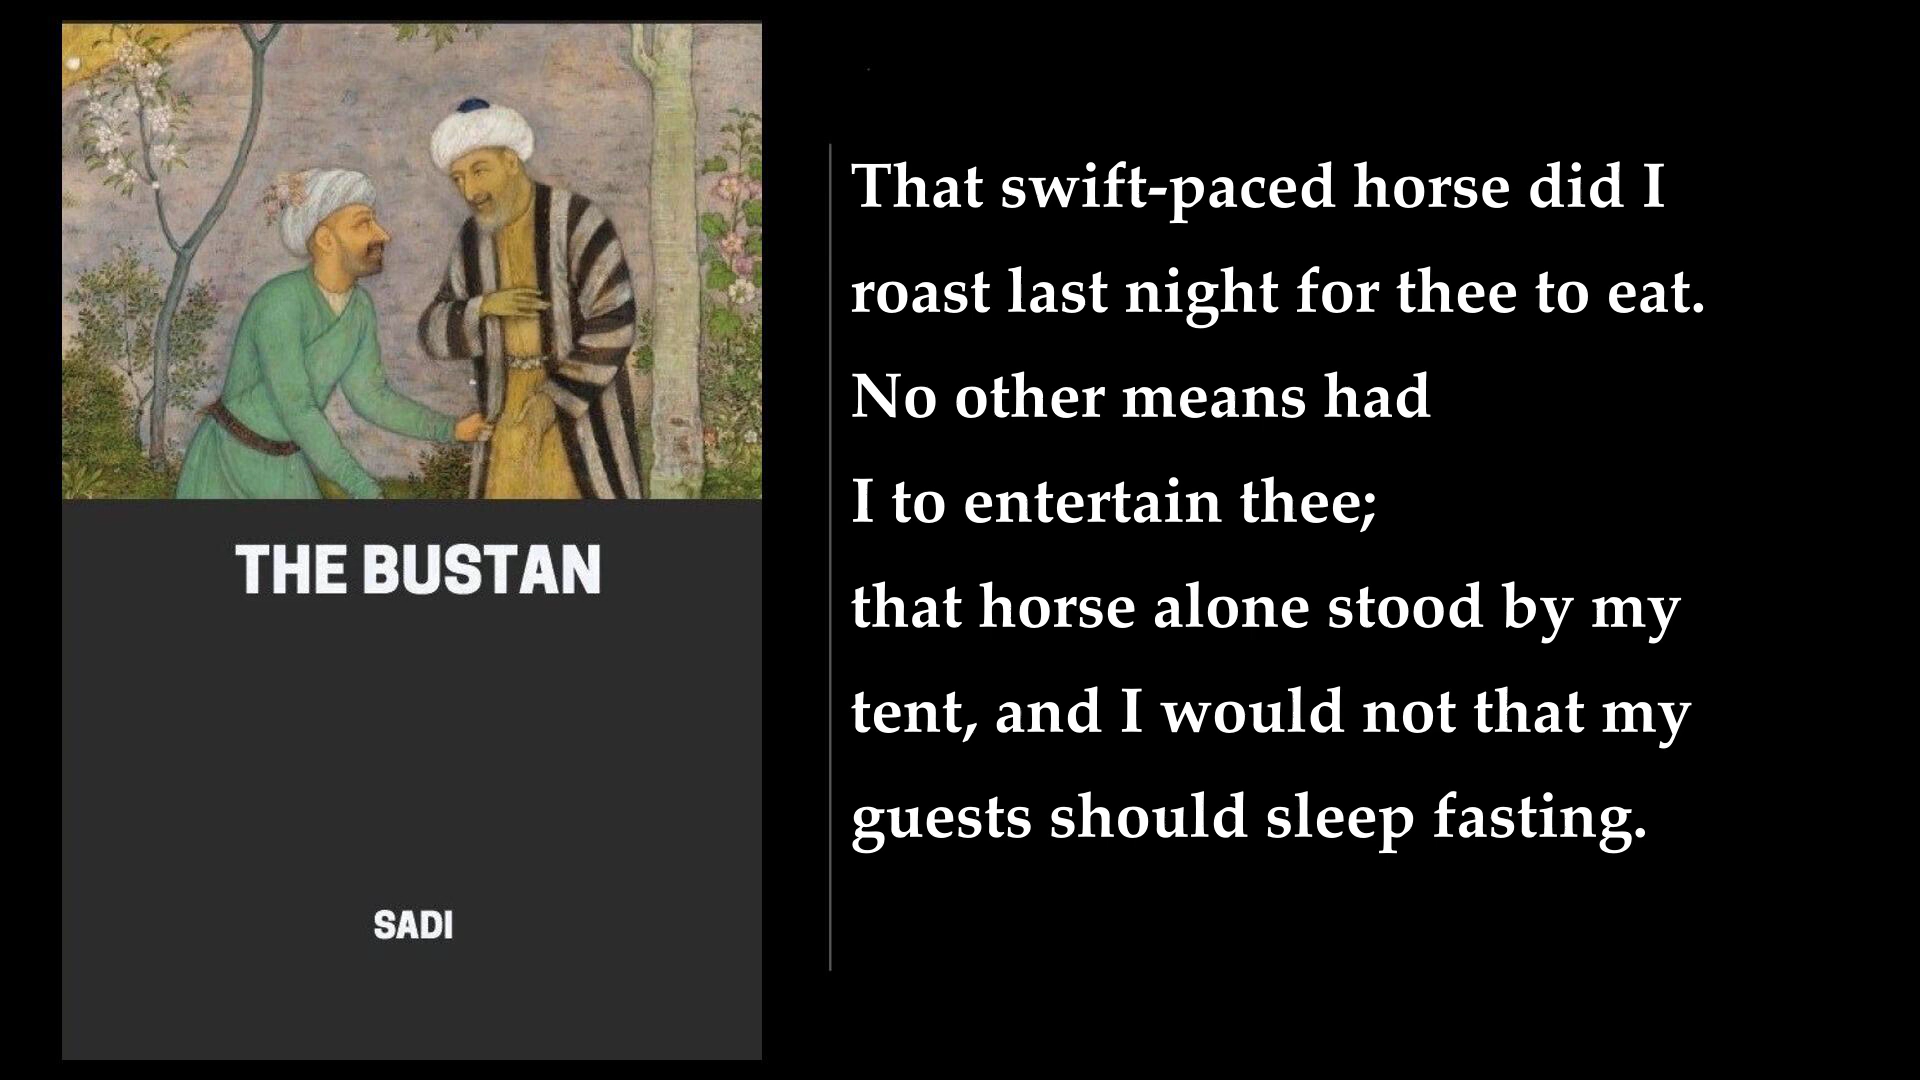 THE BUSTAN
SADI
That swift-paced horse did I
roast last night for thee to eat.
No other means had
I to entertain thee;
that horse alone stood by my
tent, and I would not that my
guests should sleep fasting.